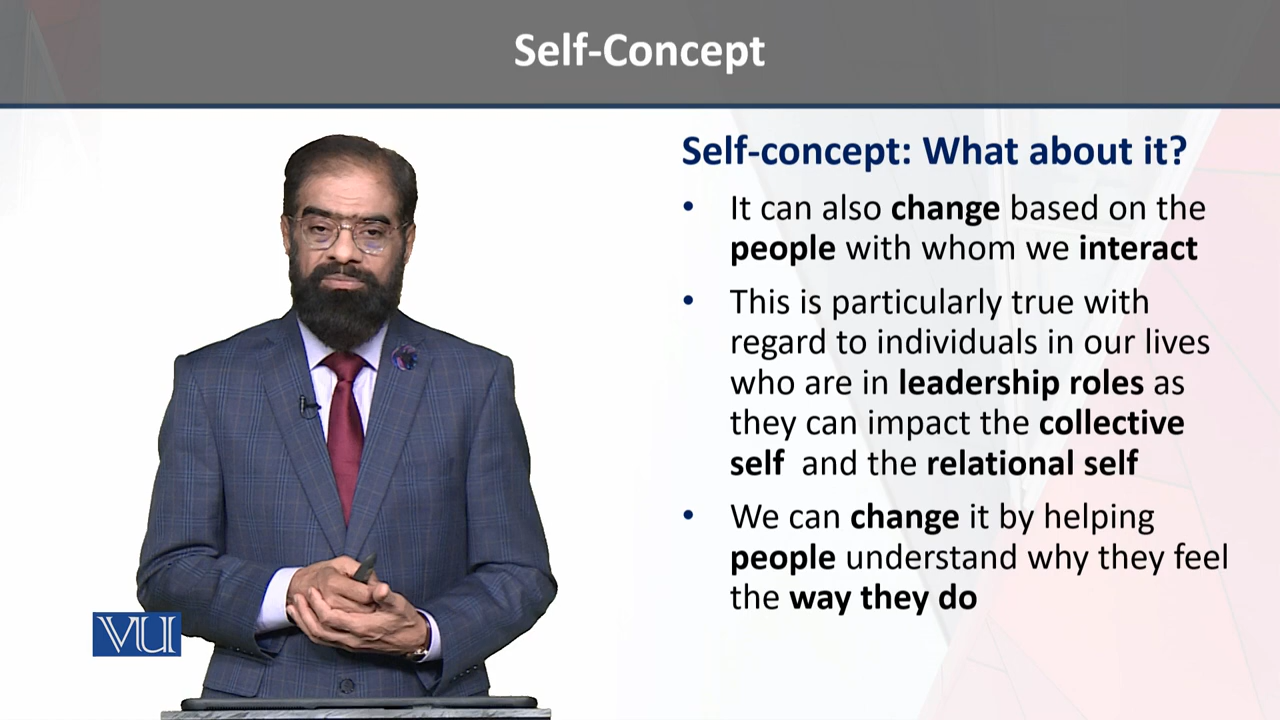 Self-Concept
Self-concept: What about it?
• It can also change based on the
people with whom we interact
• This is particularly true with
regard to individuals in our lives
who are in leadership roles as
they can impact the collective
self and the relational self
• We can change it by helping
people understand why they feel
the way they do
VU